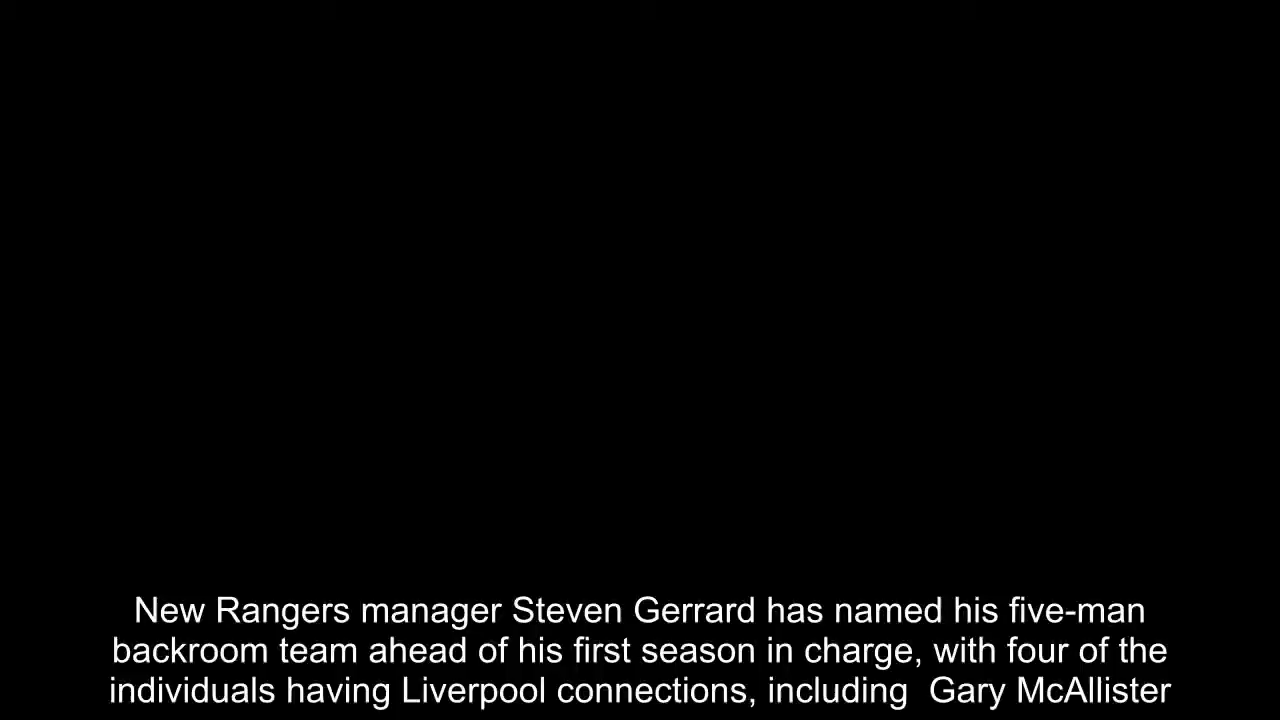 New Rangers manager Steven Gerrard has named his five-man
backroom team ahead of his first season in charge, with four of the
individuals having Liverpool connections, including  Gary McAllister